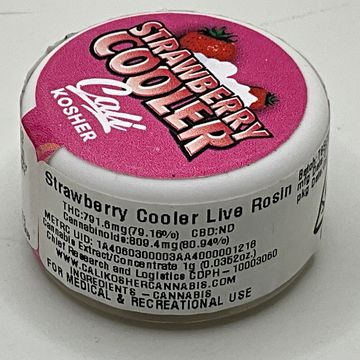 STRAWBERRY
COOLER
Cali
KOSHER
Strawberry Cooler Live Rosin
THC:791.6mg(79.16%) CBD:ND
Cannabinoids:809.4mg(80.94%)
METRC UID: 1A4060300003AA4000001216
Cannabis Extract/Concentrate 1g (0.0352oz.)
Chief Research and Logistics CDPH - 10003060
WWW.CALIKOSHERCANNABIS.COM
INGREDIENTS - CANNABIS
FOR MEDICAL & RECREATIONAL USE